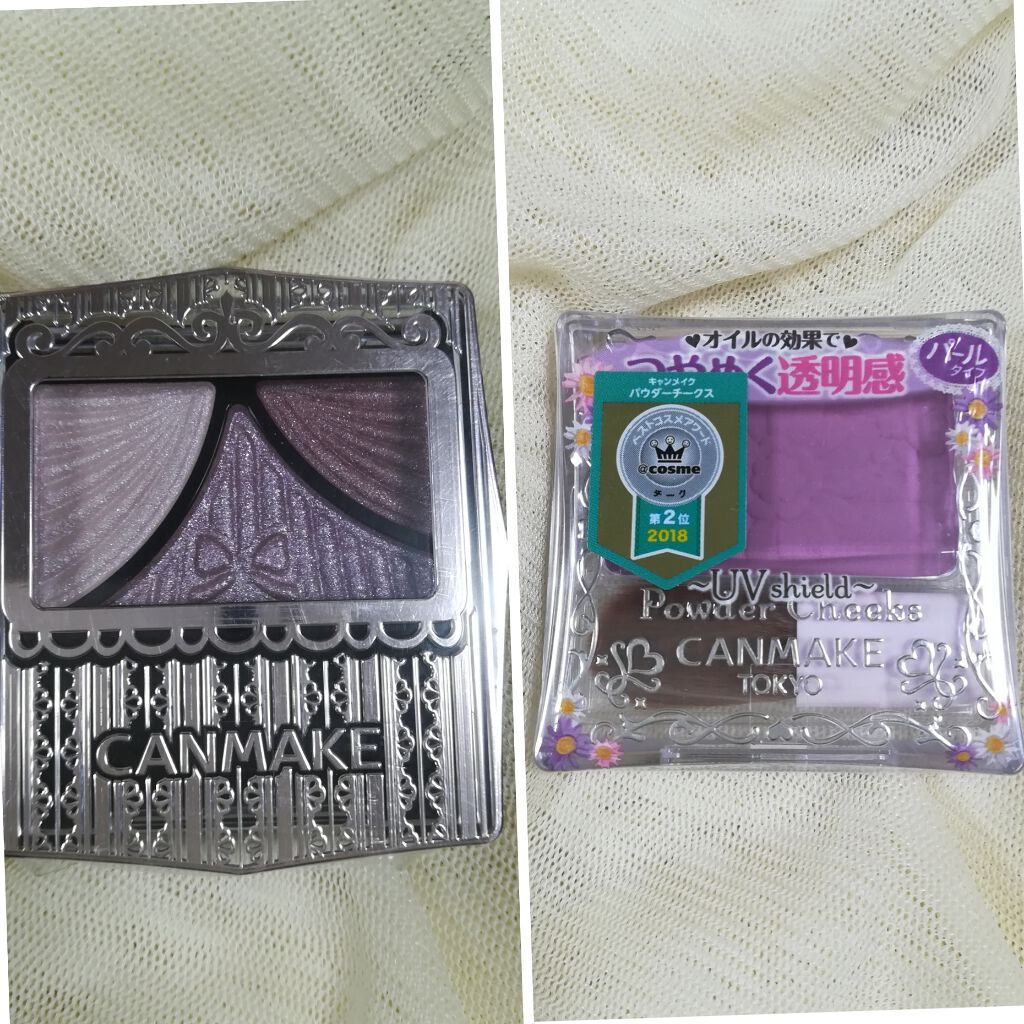 CANMAKE
♥オイルの効果で♥
つやめく透明感
パール
タイプ
キャンメイク
パウダーチークス
ベストコスメアワード
@cosme
チーク
第2位
2018
~UV shield~
Powder Cheeks
CANMAKE
TOKYO